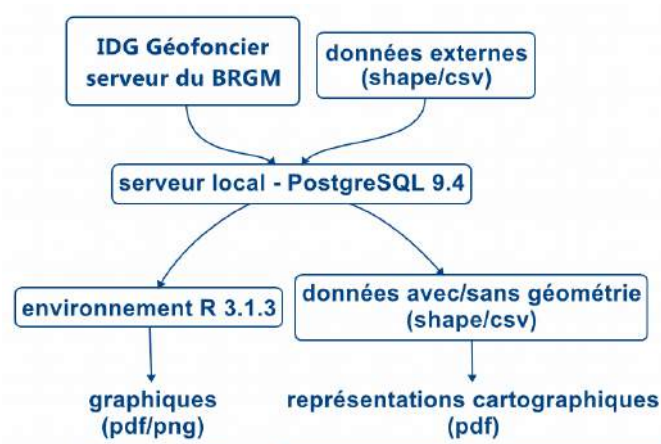 IDG Géofoncier
serveur du BRGM
données externes
(shape/csv)
serveur local - PostgreSQL 9.4
environnement R 3.1.3
données avec/sans géométrie
(shape/csv)
graphiques
(pdf/png)
représentations cartographiques
(pdf)